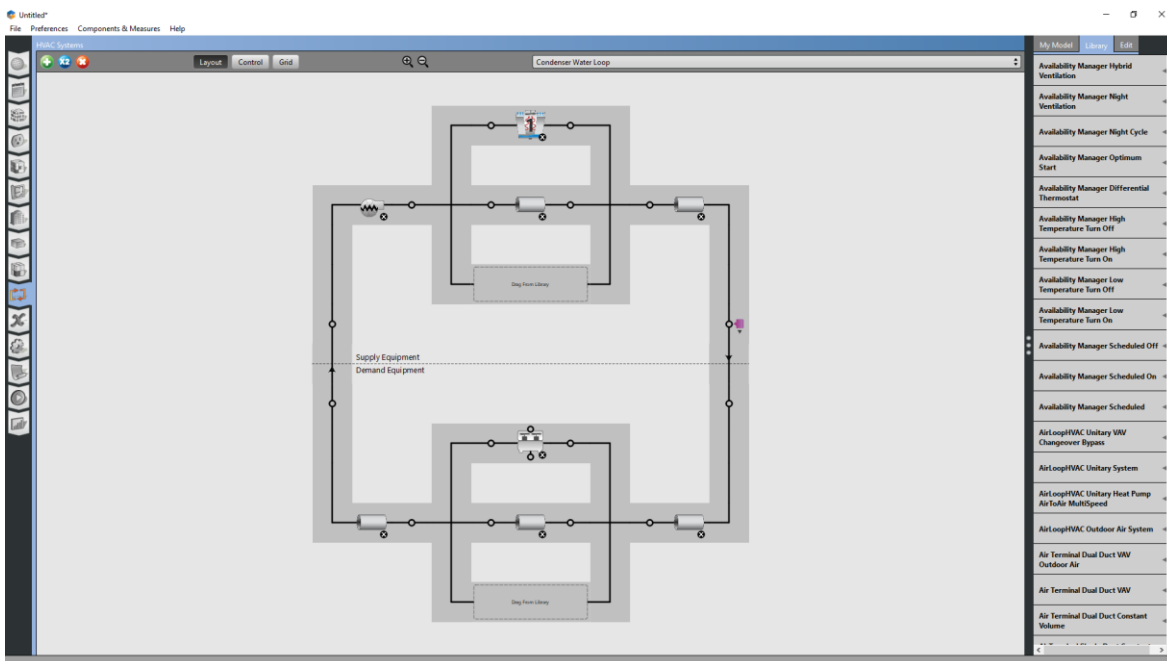 Untitled*
File Preferences Components & Measures Help
HVAC Systems
My Model Library Edit
x2
Layout Control Grid
Condenser Water Loop
Availability Manager Hybrid
Ventilation
Availability Manager Night
Ventilation
Availability Manager Night Cycle
Availability Manager Optimum
Start
Availability Manager Differential
Thermostat
Availability Manager High
Temperature Turn Off
Availability Manager High
Temperature Turn On
Availability Manager Low
Temperature Turn Off
Availability Manager Low
Temperature Turn On
Availability Manager Scheduled Off
Availability Manager Scheduled On
Availability Manager Scheduled
AirLoopHVAC Unitary VAV
Changeover Bypass
AirLoopHVAC Unitary System
AirLoopHVAC Unitary Heat Pump
AirToAir MultiSpeed
AirLoopHVAC Outdoor Air System
Air Terminal Dual Duct VAV
Outdoor Air
Air Terminal Dual Duct VAV
Air Terminal Dual Duct Constant
Volume
Drag From Library
Supply Equipment
Demand Equipment
Drag From Library